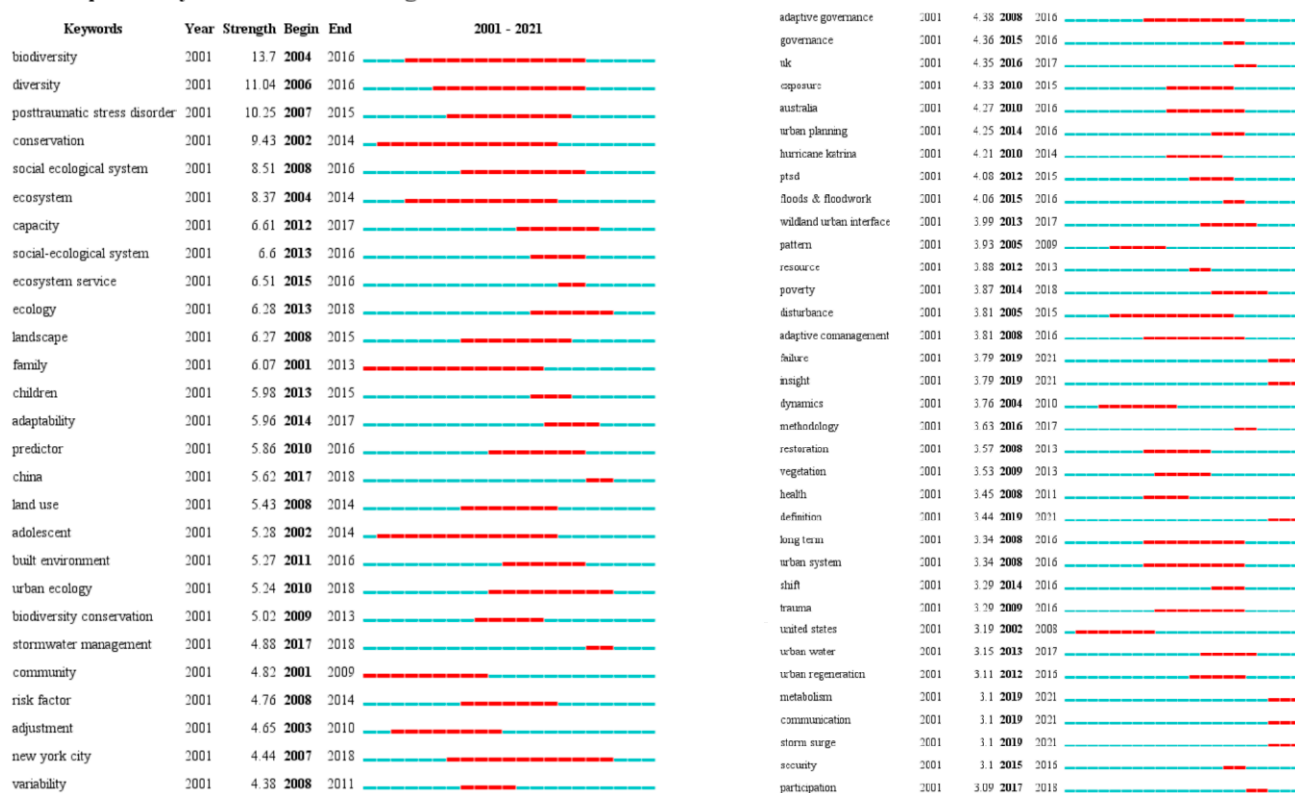 Keywords Year Strength Begin End 2001 - 2021
biodiversity 2001 13.7 2004 2016
diversity 2001 11.04 2006 2016
posttraumatic stress disorder 2001 10.25 2007 2015
conservation 2001 9.43 2002 2014
social ecological system 2001 8.51 2008 2016
ecosystem 2001 8.37 2004 2014
capacity 2001 6.61 2012 2017
social-ecological system 2001 6.6 2013 2016
ecosystem service 2001 6.51 2015 2016
ecology 2001 6.28 2013 2018
landscape 2001 6.27 2008 2015
family 2001 6.07 2001 2013
children 2001 5.98 2013 2015
adaptability 2001 5.96 2014 2017
predictor 2001 5.86 2010 2016
china 2001 5.62 2017 2018
land use 2001 5.43 2008 2014
adolescent 2001 5.28 2002 2014
built environment 2001 5.27 2011 2016
urban ecology 2001 5.24 2010 2018
biodiversity conservation 2001 5.02 2009 2013
stormwater management 2001 4.88 2017 2018
community 2001 4.82 2001 2009
risk factor 2001 4.76 2008 2014
adjustment 2001 4.65 2003 2010
new york city 2001 4.44 2007 2018
variability 2001 4.38 2008 2011
adaptive governance 2001 4.38 2008 2016
governance 2001 4.36 2015 2016
uk 2001 4.35 2016 2017
exposure 2001 4.33 2010 2015
australia 2001 4.27 2010 2016
urban planning 2001 4.25 2014 2016
hurricane katrina 2001 4.21 2010 2014
ptsd 2001 4.08 2012 2015
floods & floodwork 2001 4.06 2015 2016
wildland urban interface 2001 3.99 2013 2017
pattern 2001 3.93 2005 2009
resource 2001 3.88 2012 2013
poverty 2001 3.87 2014 2018
disturbance 2001 3.81 2005 2015
adaptive comanagement 2001 3.81 2008 2016
failure 2001 3.79 2019 2021
insight 2001 3.79 2019 2021
dynamics 2001 3.76 2004 2010
methodology 2001 3.63 2016 2017
restoration 2001 3.57 2008 2013
vegetation 2001 3.53 2009 2013
health 2001 3.45 2008 2011
definition 2001 3.44 2019 2021
long term 2001 3.34 2008 2016
urban system 2001 3.34 2008 2016
shift 2001 3.29 2014 2016
trauma 2001 3.29 2009 2016
united states 2001 3.19 2002 2008
urban water 2001 3.15 2013 2017
urban regeneration 2001 3.11 2012 2016
metabolism 2001 3.1 2019 2021
communication 2001 3.1 2019 2021
storm surge 2001 3.1 2019 2021
security 2001 3.1 2015 2016
participation 2001 3.09 2017 2018